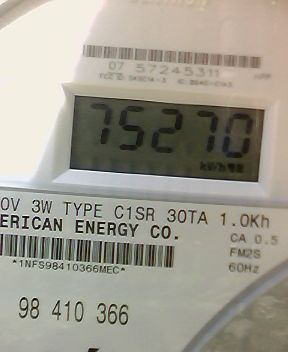 07 57245311
75270
kWh
0V 3W TYPE C1SR 30TA 1.0Kh
ERICAN ENERGY CO.
CA 0.5
FM2S
*1NFS98410366MEC*
60Hz
98 410 366